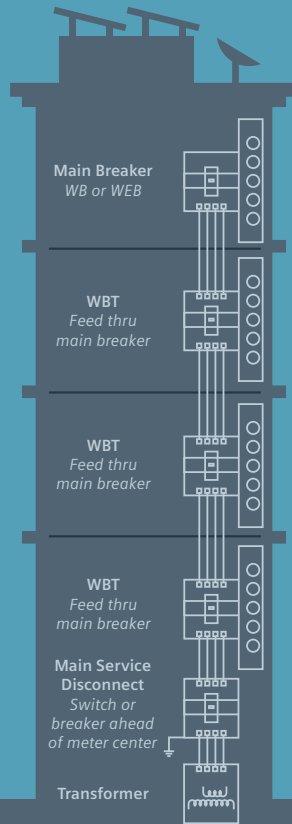 Main Breaker
WB or WEB
WBT
Feed thru
main breaker
WBT
Feed thru
main breaker
WBT
Feed thru
main breaker
Main Service
Disconnect
Switch or
breaker ahead
of meter center
Transformer